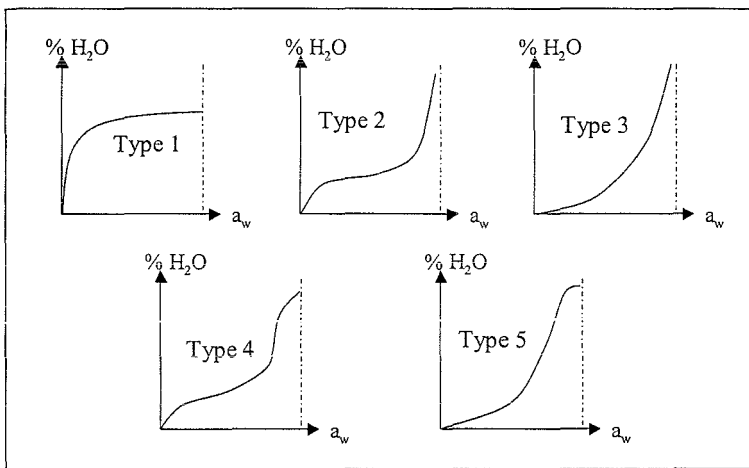 % H₂O
Type 1
a_w
% H₂O
Type 2
a_w
% H₂O
Type 3
a_w
% H₂O
Type 4
a_w
% H₂O
Type 5
a_w